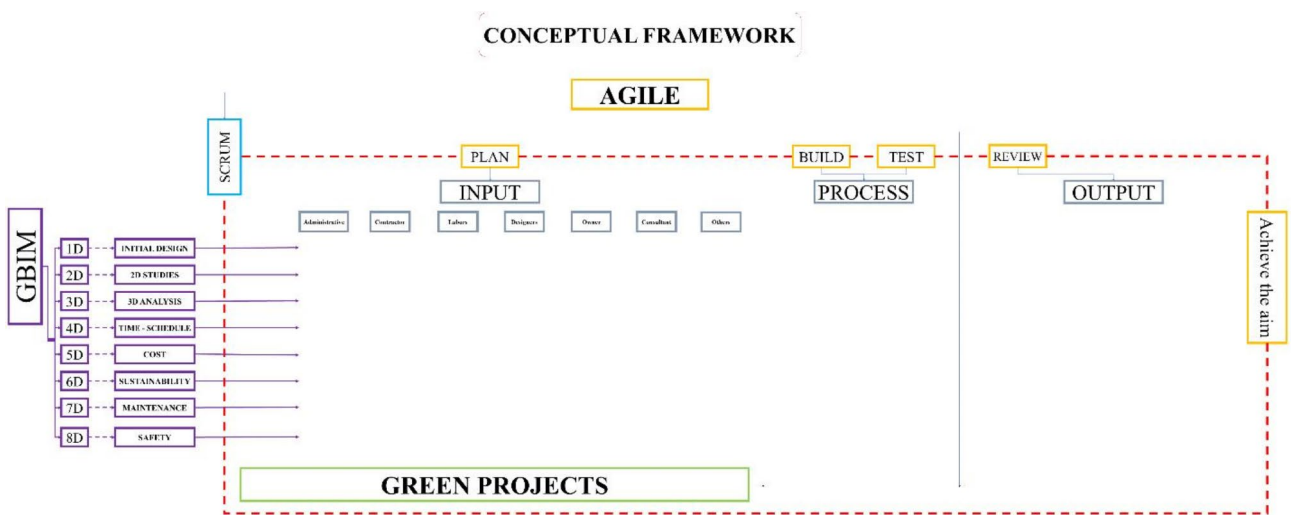 CONCEPTUAL FRAMEWORK
AGILE
SCRUM
PLAN
BUILD
TEST
REVIEW
INPUT
PROCESS
OUTPUT
Administrative
Contractor
Labors
Designers
Owner
Consultant
Others
GBIM
1D
INITIAL DESIGN
2D
2D STUDIES
3D
3D ANALYSIS
4D
TIME - SCHEDULE
5D
COST
6D
SUSTAINABILITY
7D
MAINTENANCE
8D
SAFETY
Achieve the aim
GREEN PROJECTS